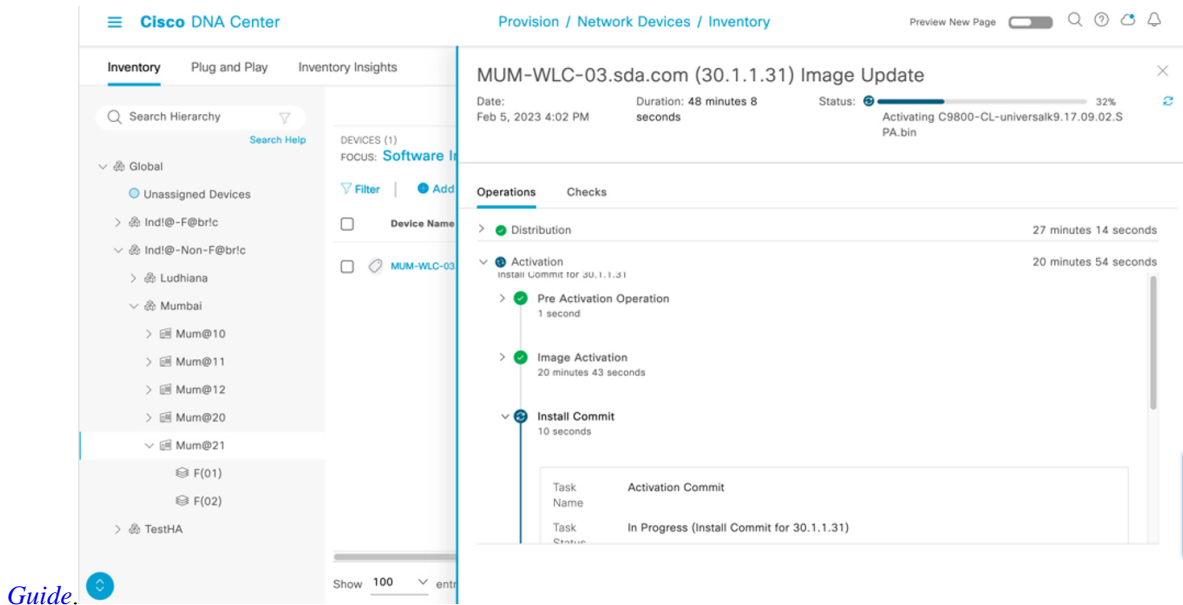 Cisco DNA Center
Provision / Network Devices / Inventory
Preview New Page
Inventory
Plug and Play
Inventory Insights
Search Hierarchy
Search Help
Global
Unassigned Devices
Ind!@-F@br!c
Ind!@-Non-F@br!c
Ludhiana
Mumbai
Mum@10
Mum@11
Mum@12
Mum@20
Mum@21
F(01)
F(02)
TestHA
DEVICES (1)
FOCUS: Software
Filter
Add
Device Name
MUM-WLC-03
Show 100
MUM-WLC-03.sda.com (30.1.1.31) Image Update
Date:
Feb 5, 2023 4:02 PM
Duration: 48 minutes 8
seconds
Status:
32%
Activating C9800-CL-universalk9.17.09.02.S
PA.bin
Operations
Checks
Distribution
27 minutes 14 seconds
Activation
20 minutes 54 seconds
Install Commit for 30.1.1.31
Pre Activation Operation
1 second
Image Activation
20 minutes 43 seconds
Install Commit
10 seconds
Task
Name
Activation Commit
Task
Status
In Progress (Install Commit for 30.1.1.31)
Guide.